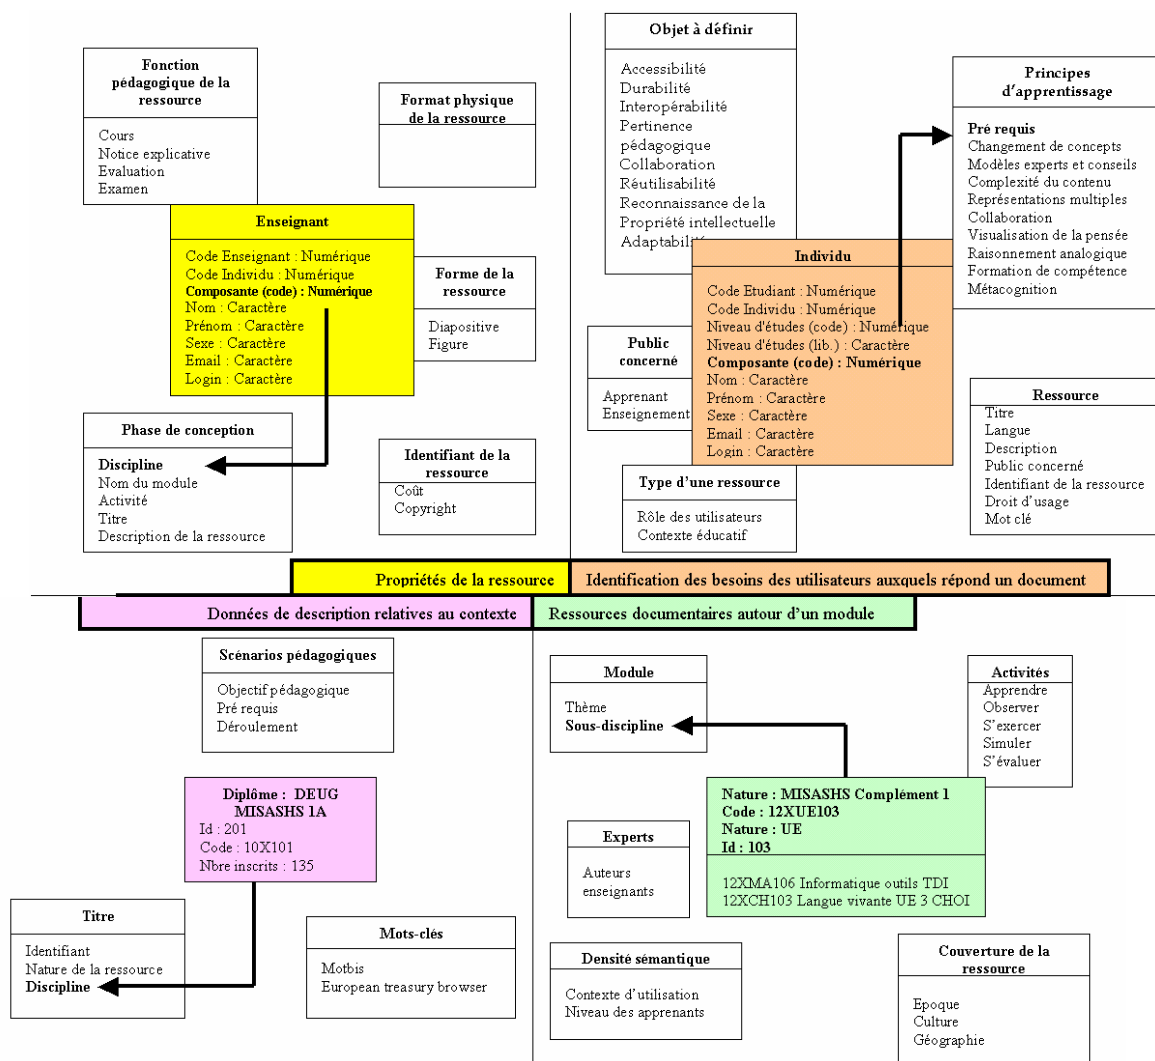 Fonction
pédagogique de la
ressource
Cours
Notice explicative
Evaluation
Examen
Format physique
de la ressource
Enseignant
Code Enseignant : Numérique
Code Individu : Numérique
Composante (code) : Numérique
Nom : Caractère
Prénom : Caractère
Sexe : Caractère
Email : Caractère
Login : Caractère
Forme de la
ressource
Diapositive
Figure
Phase de conception
Discipline
Nom du module
Activité
Titre
Description de la ressource
Identifiant de la
ressource
Coût
Copyright
Objet à définir
Accessibilité
Durabilité
Interopérabilité
Pertinence
pédagogique
Collaboration
Réutilisabilité
Reconnaissance de la
Propriété intellectuelle
Adaptabilité
Principes
d’apprentissage
Pré requis
Changement de concepts
Modèles experts et conseils
Complexité du contenu
Représentations multiples
Collaboration
Visualisation de la pensée
Raisonnement analogique
Formation de compétence
Métacognition
Individu
Code Etudiant : Numérique
Code Individu : Numérique
Niveau d'études (code) : Numérique
Niveau d'études (lib.) : Caractère
Composante (code) : Numérique
Nom : Caractère
Prénom : Caractère
Sexe : Caractère
Email : Caractère
Login : Caractère
Public
concerné
Apprenant
Enseignement
Ressource
Titre
Langue
Description
Public concerné
Identifiant de la ressource
Droit d’usage
Mot clé
Type d’une ressource
Rôle des utilisateurs
Contexte éducatif
Propriétés de la ressource
Identification des besoins des utilisateurs auxquels répond un document
Données de description relatives au contexte
Ressources documentaires autour d’un module
Scénarios pédagogiques
Objectif pédagogique
Pré requis
Déroulement
Diplôme : DEUG
MISASHS 1A
Id : 201
Code : 10X101
Nbre inscrits : 135
Titre
Identifiant
Nature de la ressource
Discipline
Mots-clés
Motbis
European treasury browser
Module
Thème
Sous-discipline
Activités
Apprendre
Observer
S’exercer
Simuler
S’évaluer
Nature : MISASHS Complément 1
Code : 12XUE103
Nature : UE
Id : 103
12XMA106 Informatique outils TDI
12XCH103 Langue vivante UE 3 CHOI
Experts
Auteurs
enseignants
Densité sémantique
Contexte d’utilisation
Niveau des apprenants
Couverture de la
ressource
Epoque
Culture
Géographie